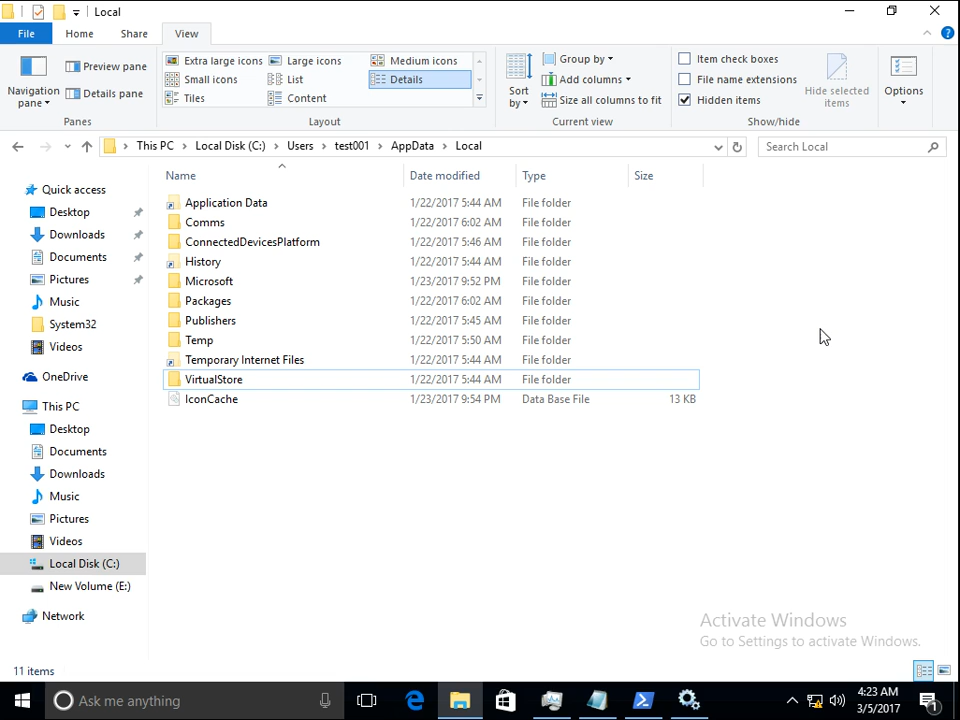 Local
File Home Share View
Navigation pane
Preview pane
Details pane
Panes
Extra large icons Large icons Medium icons
Small icons List Details
Tiles Content
Layout
Sort by
Group by
Add columns
Size all columns to fit
Current view
Item check boxes
File name extensions
Hidden items
Hide selected items
Show/hide
Options
This PC Local Disk (C:) Users test001 AppData Local
Search Local
Name Date modified Type Size
Quick access
Desktop
Downloads
Documents
Pictures
Music
System32
Videos
OneDrive
This PC
Desktop
Documents
Downloads
Music
Pictures
Videos
Local Disk (C:)
New Volume (E:)
Network
Application Data 1/22/2017 5:44 AM File folder
Comms 1/22/2017 6:02 AM File folder
ConnectedDevicesPlatform 1/22/2017 5:46 AM File folder
History 1/22/2017 5:44 AM File folder
Microsoft 1/23/2017 9:52 PM File folder
Packages 1/22/2017 6:02 AM File folder
Publishers 1/22/2017 5:45 AM File folder
Temp 1/22/2017 5:50 AM File folder
Temporary Internet Files 1/22/2017 5:44 AM File folder
VirtualStore 1/22/2017 5:44 AM File folder
IconCache 1/23/2017 9:54 PM Data Base File 13 KB
Activate Windows
Go to Settings to activate Windows.
11 items
Ask me anything
4:23 AM
3/5/2017
1